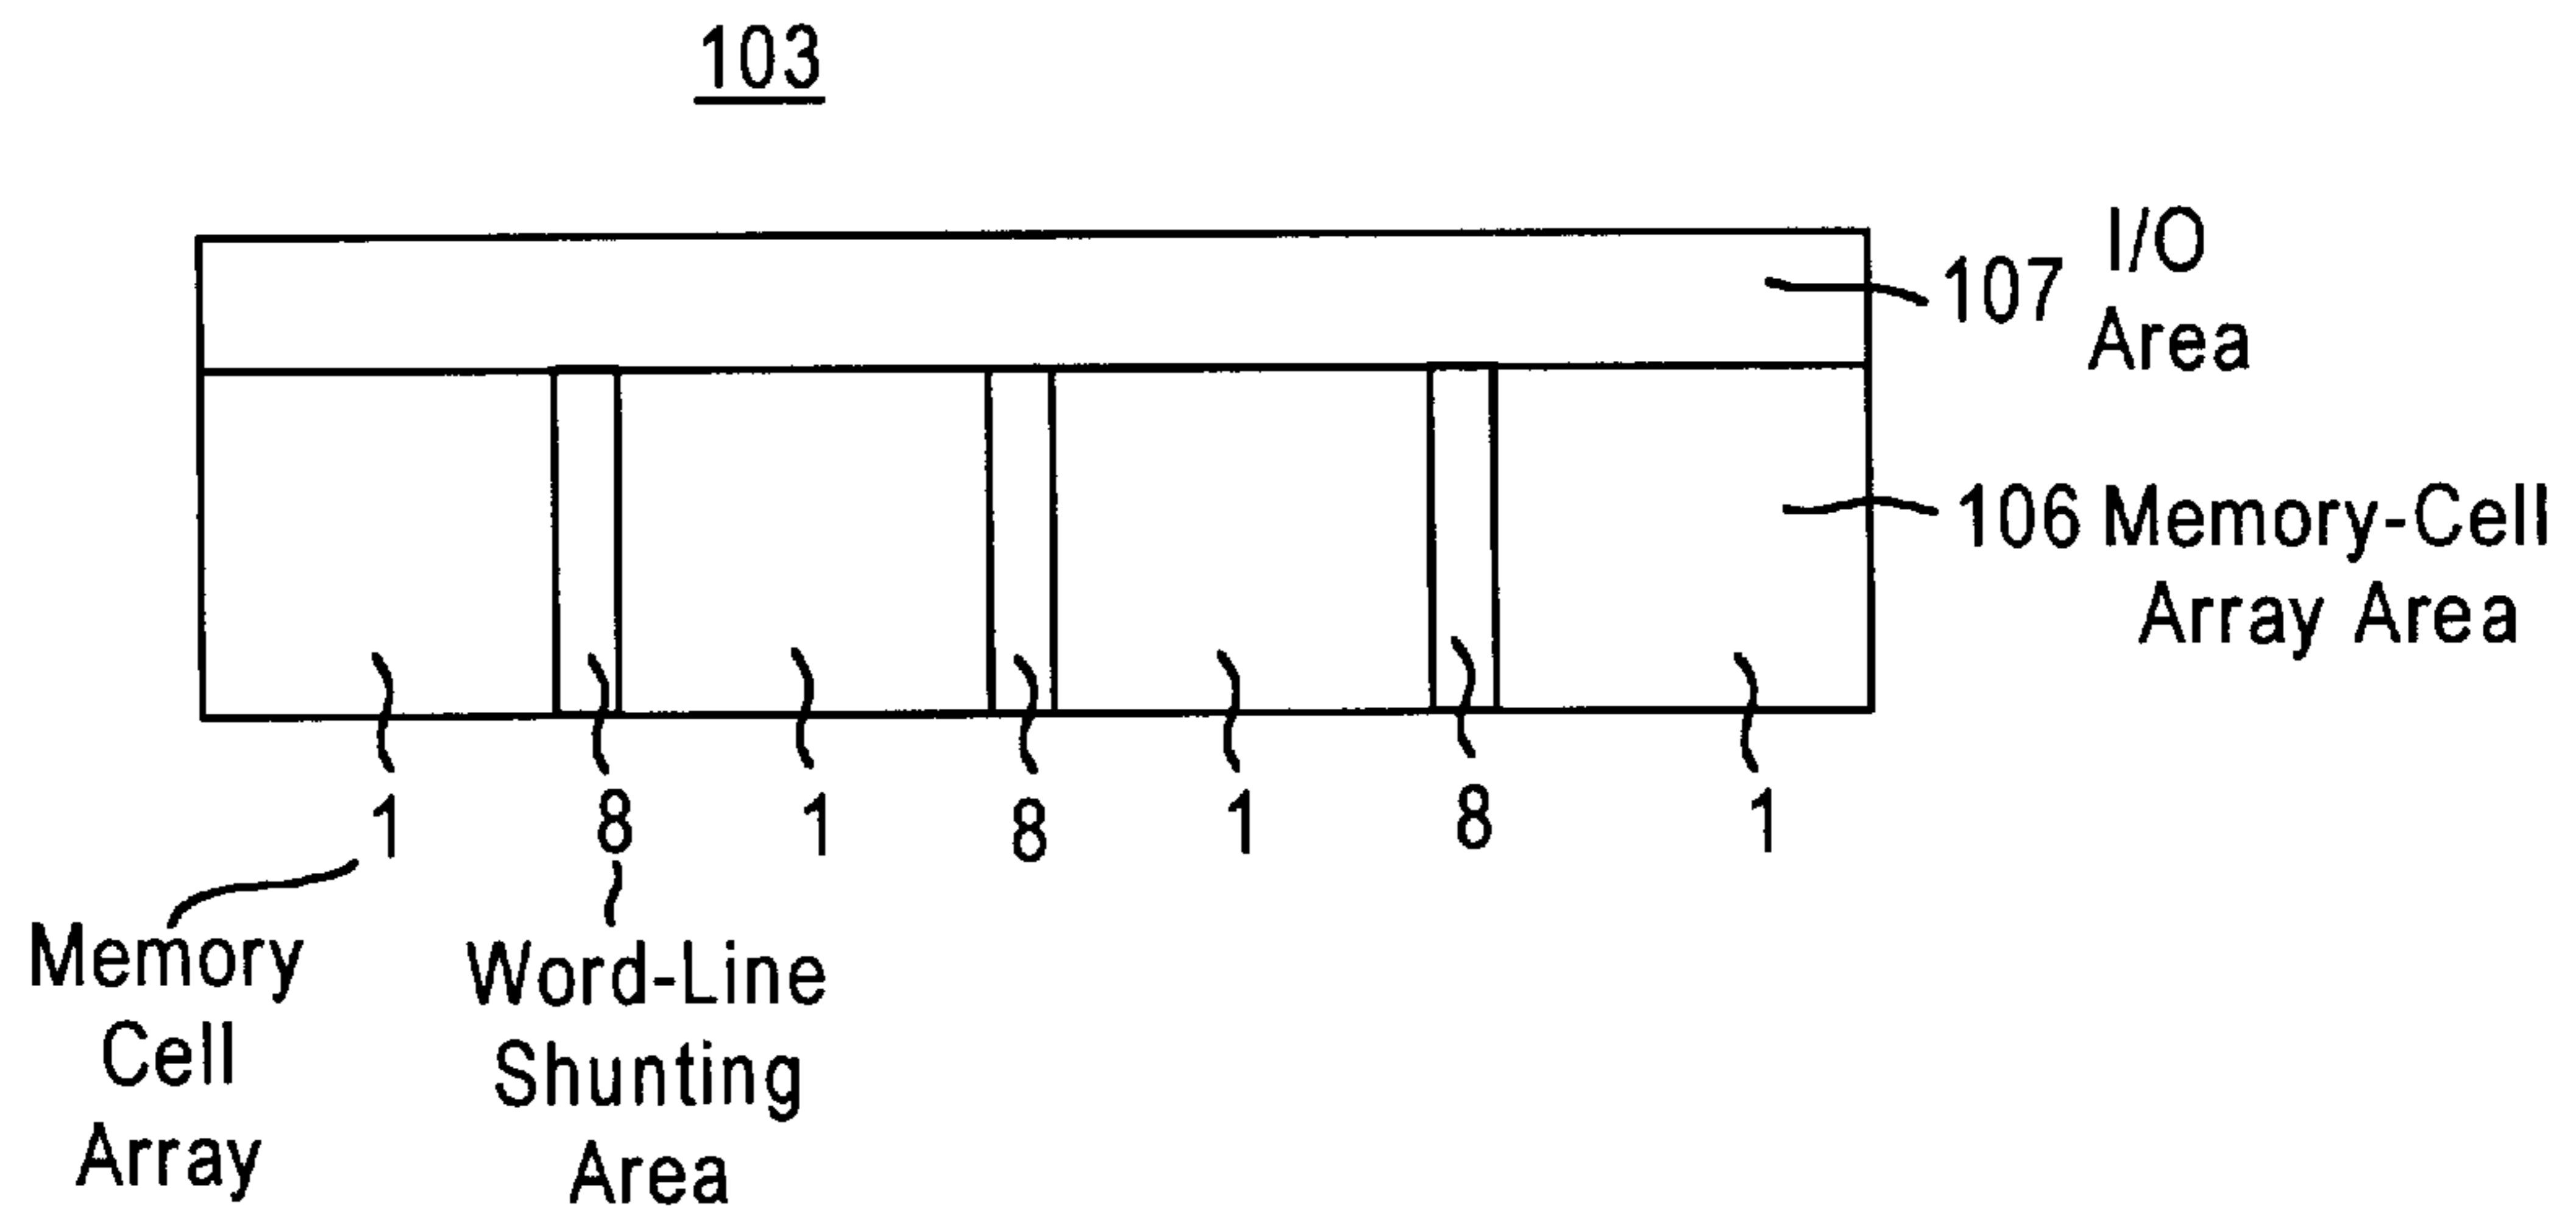 103
I/O
107
Area
106 Memory-Cell
Array Area
1 8 1 8 1 8 1
Memory
Cell
Array
Word-Line
Shunting
Area